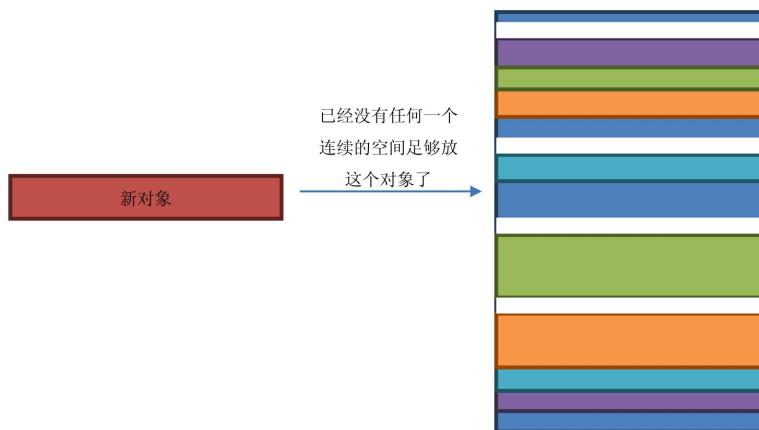 已经没有任何一个
连续的空间足够放
这个对象了
新对象